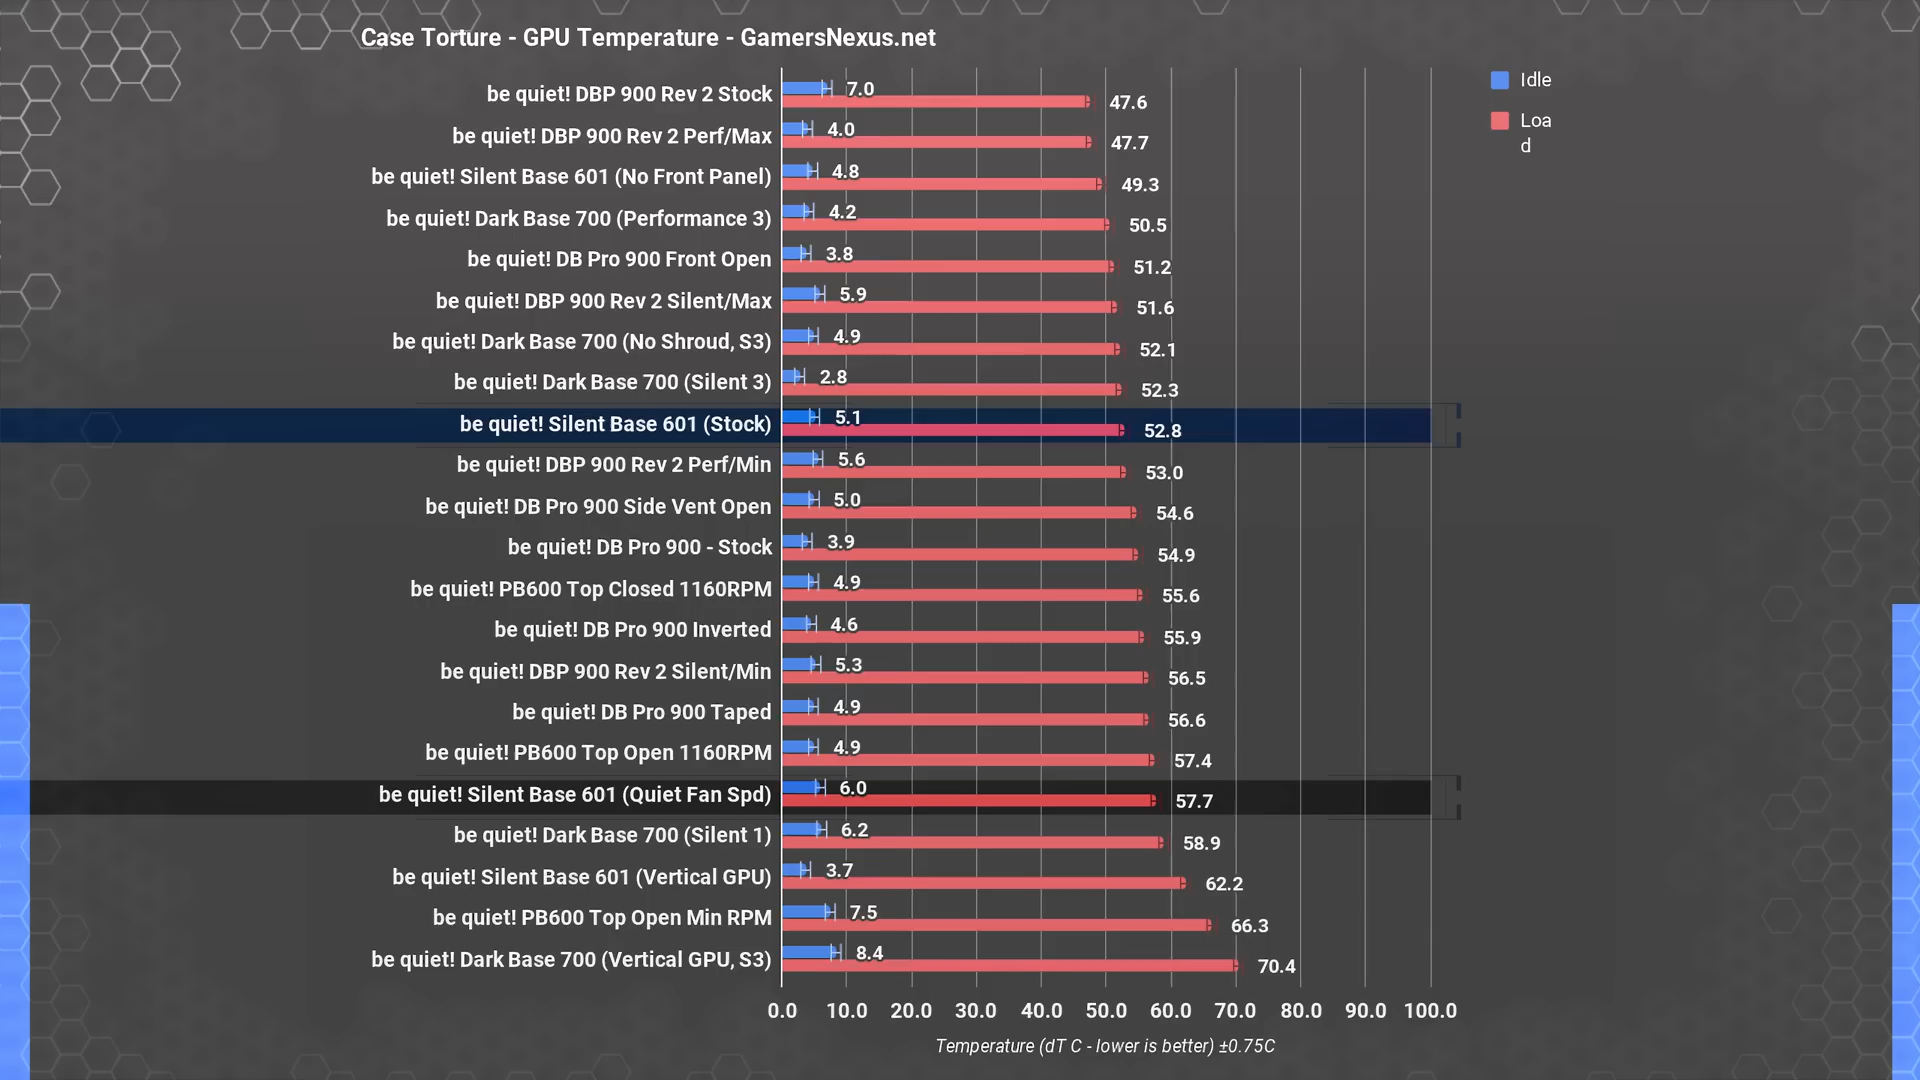 Case Torture - GPU Temperature - GamersNexus.net
Idle
Loa
d
be quiet! DBP 900 Rev 2 Stock 7.0 47.6
be quiet! DBP 900 Rev 2 Perf/Max 4.0 47.7
be quiet! Silent Base 601 (No Front Panel) 4.8 49.3
be quiet! Dark Base 700 (Performance 3) 4.2 50.5
be quiet! DB Pro 900 Front Open 3.8 51.2
be quiet! DBP 900 Rev 2 Silent/Max 5.9 51.6
be quiet! Dark Base 700 (No Shroud, S3) 4.9 52.1
be quiet! Dark Base 700 (Silent 3) 2.8 52.3
be quiet! Silent Base 601 (Stock) 5.1 52.8
be quiet! DBP 900 Rev 2 Perf/Min 5.6 53.0
be quiet! DB Pro 900 Side Vent Open 5.0 54.6
be quiet! DB Pro 900 - Stock 3.9 54.9
be quiet! PB600 Top Closed 1160RPM 4.9 55.6
be quiet! DB Pro 900 Inverted 4.6 55.9
be quiet! DBP 900 Rev 2 Silent/Min 5.3 56.5
be quiet! DB Pro 900 Taped 4.9 56.6
be quiet! PB600 Top Open 1160RPM 4.9 57.4
be quiet! Silent Base 601 (Quiet Fan Spd) 6.0 57.7
be quiet! Dark Base 700 (Silent 1) 6.2 58.9
be quiet! Silent Base 601 (Vertical GPU) 3.7 62.2
be quiet! PB600 Top Open Min RPM 7.5 66.3
be quiet! Dark Base 700 (Vertical GPU, S3) 8.4 70.4
0.0 10.0 20.0 30.0 40.0 50.0 60.0 70.0 80.0 90.0 100.0
Temperature (dT C - lower is better) ±0.75C